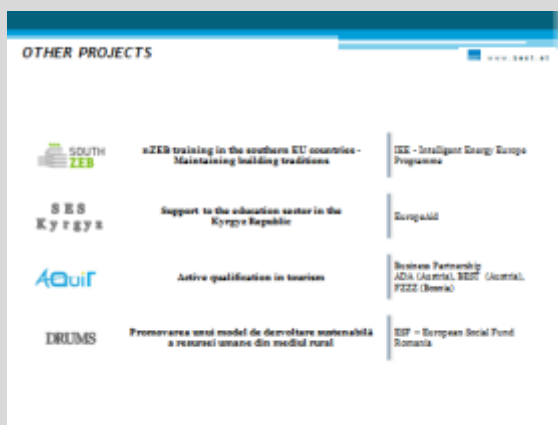 OTHER PROJECTS
www.best.at
SOUTH
ZEB
nZEB training in the southern EU countries -
Maintaining building traditions
IEE - Intelligent Energy Europe
Programme
SES
Kyrgyz
Support to the education sector in the
Kyrgyz Republic
EuropeAid
AQuiT
Active qualification in tourism
Business Partnership
ADA (Austria), BEST (Austria),
FZZZ (Bosnia)
DRUMS
Promovarea unui model de dezvoltare sustenabilă
a resursei umane din mediul rural
ESF – European Social Fund
Romania